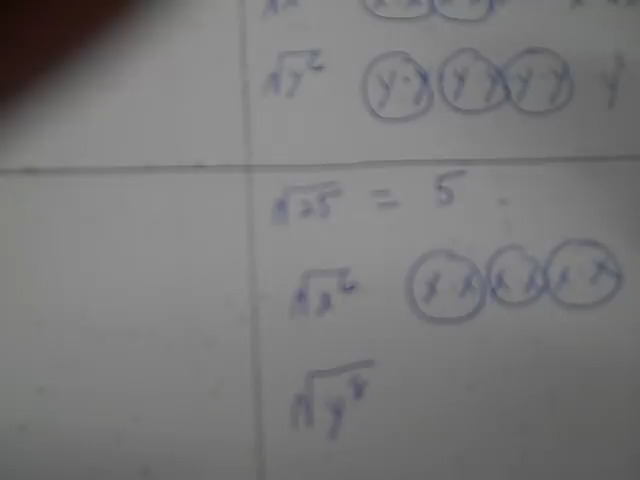 √y⁶ y·y y y y·y y
√25 = 5
√x⁶ x·x x x x·x
√y⁸